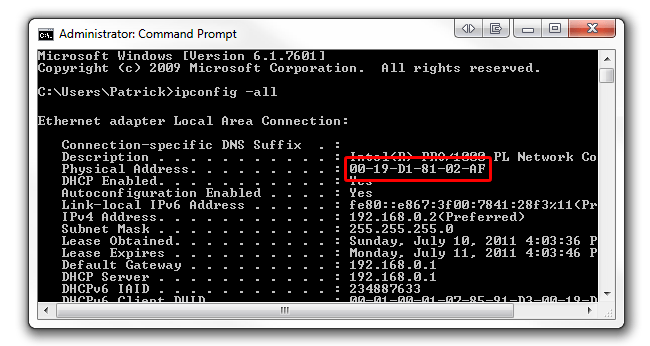 Administrator: Command Prompt
Microsoft Windows [Version 6.1.7601]
Copyright (c) 2009 Microsoft Corporation.  All rights reserved.
C:\Users\Patrick>ipconfig -all
Ethernet adapter Local Area Connection:
Connection-specific DNS Suffix  . :
Description . . . . . . . . . . . : Intel(R) PRO/1000 PL Network Co
Physical Address. . . . . . . . . : 00-19-D1-81-02-AF
DHCP Enabled. . . . . . . . . . . : Yes
Autoconfiguration Enabled . . . . : Yes
Link-local IPv6 Address . . . . . : fe80::e867:3f00:7841:28f3%11(Pr
IPv4 Address. . . . . . . . . . . : 192.168.0.2(Preferred)
Subnet Mask . . . . . . . . . . . : 255.255.255.0
Lease Obtained. . . . . . . . . . : Sunday, July 10, 2011 4:03:36 P
Lease Expires . . . . . . . . . . : Monday, July 11, 2011 4:03:46 P
Default Gateway . . . . . . . . . : 192.168.0.1
DHCP Server . . . . . . . . . . . : 192.168.0.1
DHCPv6 IAID . . . . . . . . . . . : 234887633
DHCPv6 Client DUID. . . . . . . . : 00-01-00-01-07-85-91-D3-00-19-D